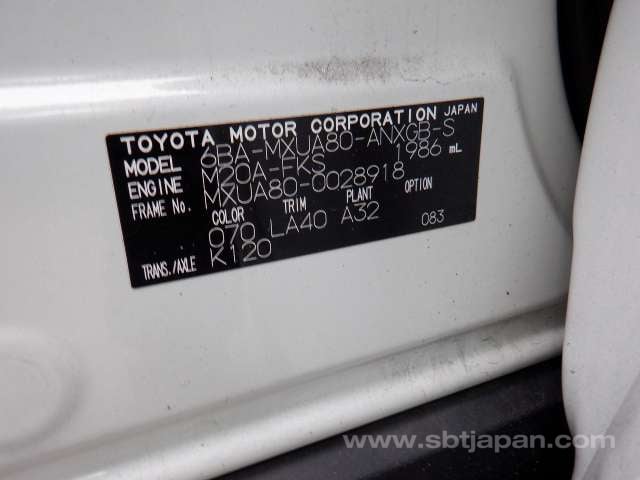 TOYOTA MOTOR CORPORATION JAPAN
MODEL 6BA-MXUA80-ANXGB-S
ENGINE M20A-FKS 1986 mL
FRAME No. MXUA80-0028918
COLOR TRIM PLANT OPTION
070 LA40 A32 083
TRANS./AXLE K120
www.sbtjapan.com/